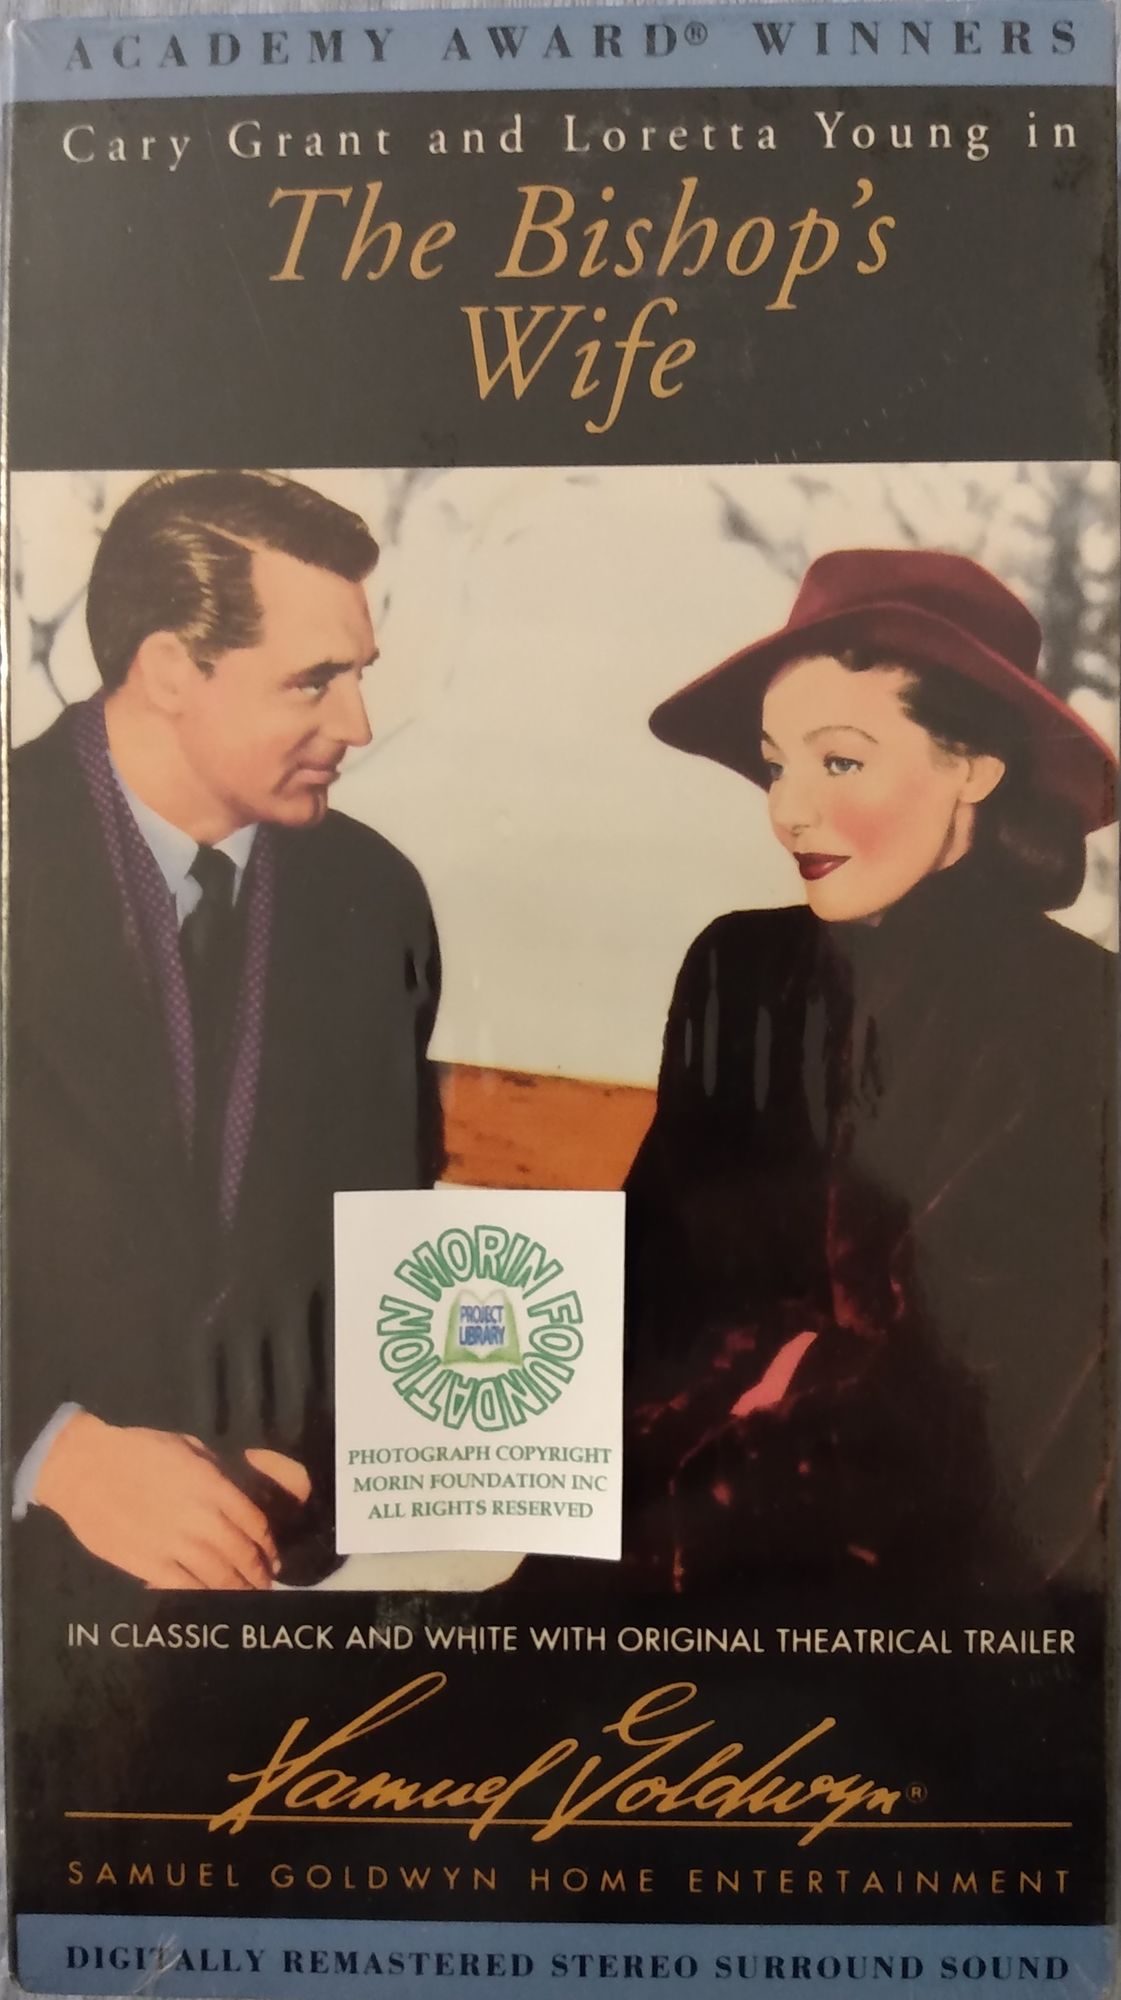 ACADEMY AWARD® WINNERS
Cary Grant and Loretta Young in
The Bishop's
Wife
MORIN FOUNDATION
PROJECT
LIBRARY
PHOTOGRAPH COPYRIGHT
MORIN FOUNDATION INC
ALL RIGHTS RESERVED
IN CLASSIC BLACK AND WHITE WITH ORIGINAL THEATRICAL TRAILER
Samuel Goldwyn®
SAMUEL GOLDWYN HOME ENTERTAINMENT
DIGITALLY REMASTERED STEREO SURROUND SOUND